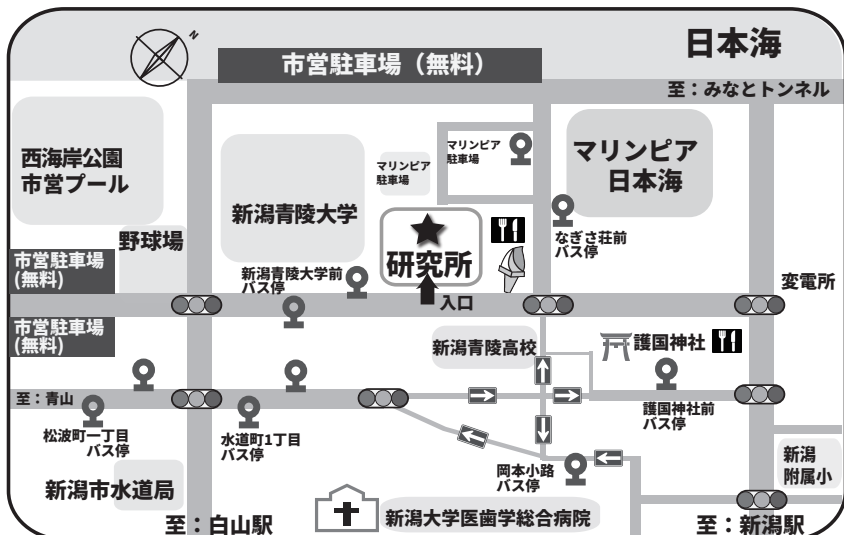 N
日本海
市営駐車場（無料）
至：みなとトンネル
西海岸公園
市営プール
マリンピア
駐車場
マリンピア
駐車場
マリンピア
日本海
新潟青陵大学
野球場
研究所
なぎさ荘前
バス停
市営駐車場
(無料)
新潟青陵大学前
バス停
変電所
入口
市営駐車場
(無料)
新潟青陵高校
護国神社
至：青山
護国神社前
バス停
松波町一丁目
バス停
水道町1丁目
バス停
岡本小路
バス停
新潟
附属小
新潟市水道局
新潟大学医歯学総合病院
至：白山駅
至：新潟駅